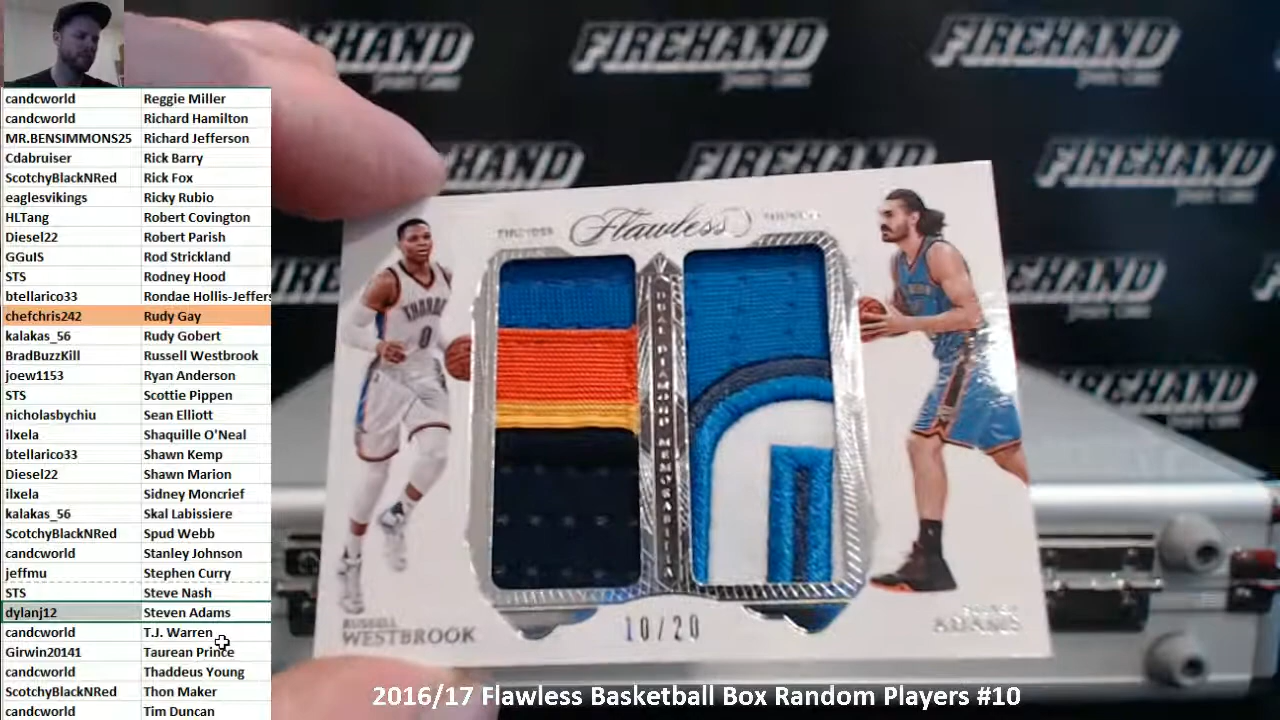 candcworld Reggie Miller
candcworld Richard Hamilton
MR.BENSIMMONS25 Richard Jefferson
Cdabruiser Rick Barry
ScotchyBlackNRed Rick Fox
eaglesvikings Ricky Rubio
HLTang Robert Covington
Diesel22 Robert Parish
GGuIS Rod Strickland
STS Rodney Hood
btellarico33 Rondae Hollis-Jeffers
chefchris242 Rudy Gay
kalakas_56 Rudy Gobert
BradBuzzKill Russell Westbrook
joew1153 Ryan Anderson
STS Scottie Pippen
nicholasbychiu Sean Elliott
ilxela Shaquille O'Neal
btellarico33 Shawn Kemp
Diesel22 Shawn Marion
ilxela Sidney Moncrief
kalakas_56 Skal Labissiere
ScotchyBlackNRed Spud Webb
candcworld Stanley Johnson
jeffmu Stephen Curry
STS Steve Nash
dylanj12 Steven Adams
candcworld T.J. Warren
Girwin20141 Taurean Prince
candcworld Thaddeus Young
ScotchyBlackNRed Thon Maker
candcworld Tim Duncan
FIREHAND
FIREHAND
FIREHAND
Flawless
THUNDER
0
DUAL DIAMOND MEMORABILIA
RUSSELL
WESTBROOK
10/20
ADAMS
2016/17 Flawless Basketball Box Random Players #10